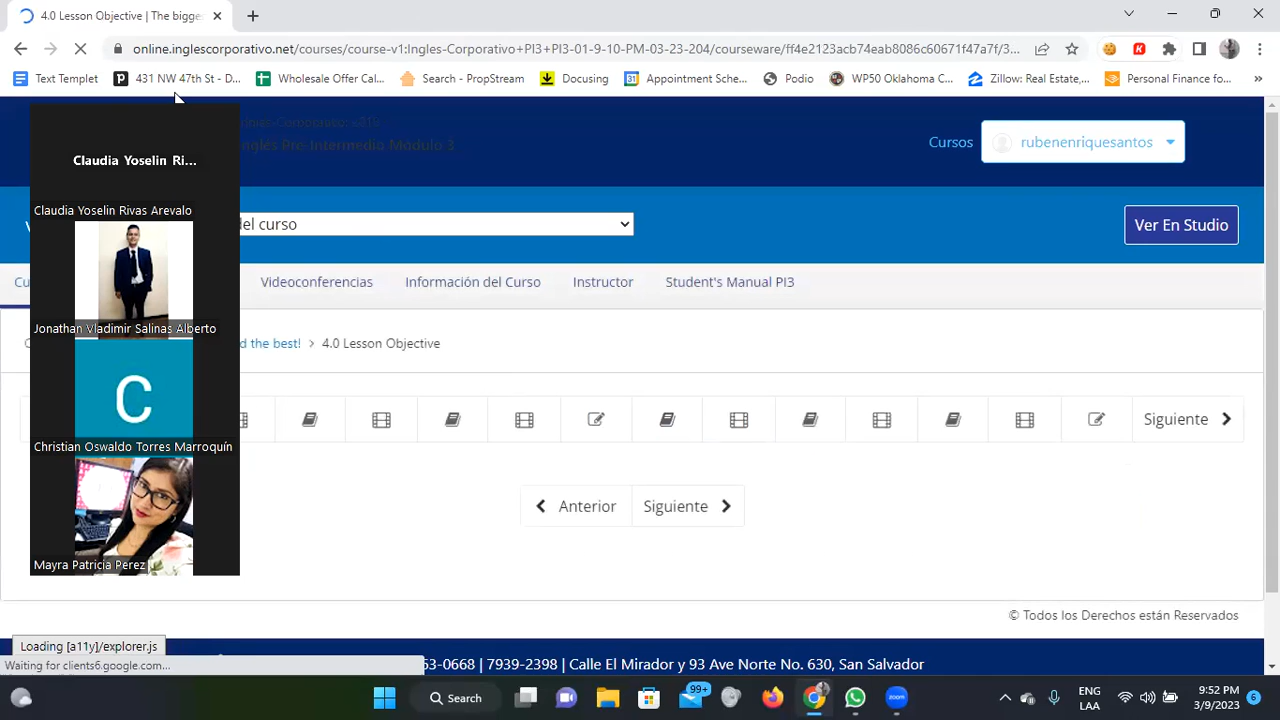 4.0 Lesson Objective | The bigge
online.inglescorporativo.net/courses/course-v1:Ingles-Corporativo+PI3+PI3-01-9-10-PM-03-23-204/courseware/ff4e2123acb74eab8086c60671f47a7f/3...
Text Templet
431 NW 47th St - D...
Wholesale Offer Cal...
Search - PropStream
Docusing
Appointment Sche...
Podio
WP50 Oklahoma C...
Zillow: Real Estate,...
Personal Finance fo...
Inglés Pre-Intermedio Módulo 3
Cursos
rubenenriquesantos
del curso
Ver En Studio
Cu
Videoconferencias
Información del Curso
Instructor
Student's Manual PI3
d the best! > 4.0 Lesson Objective
Siguiente
Anterior
Siguiente
© Todos los Derechos están Reservados
63-0668 | 7939-2398 | Calle El Mirador y 93 Ave Norte No. 630, San Salvador
Claudia Yoselin Ri...
Claudia Yoselin Rivas Arevalo
Jonathan Vladimir Salinas Alberto
C
Christian Oswaldo Torres Marroquín
Mayra Patricia Perez
Loading [a11y]/explorer.js
Waiting for clients6.google.com...
Search
99+
ENG
LAA
9:52 PM
3/9/2023
6